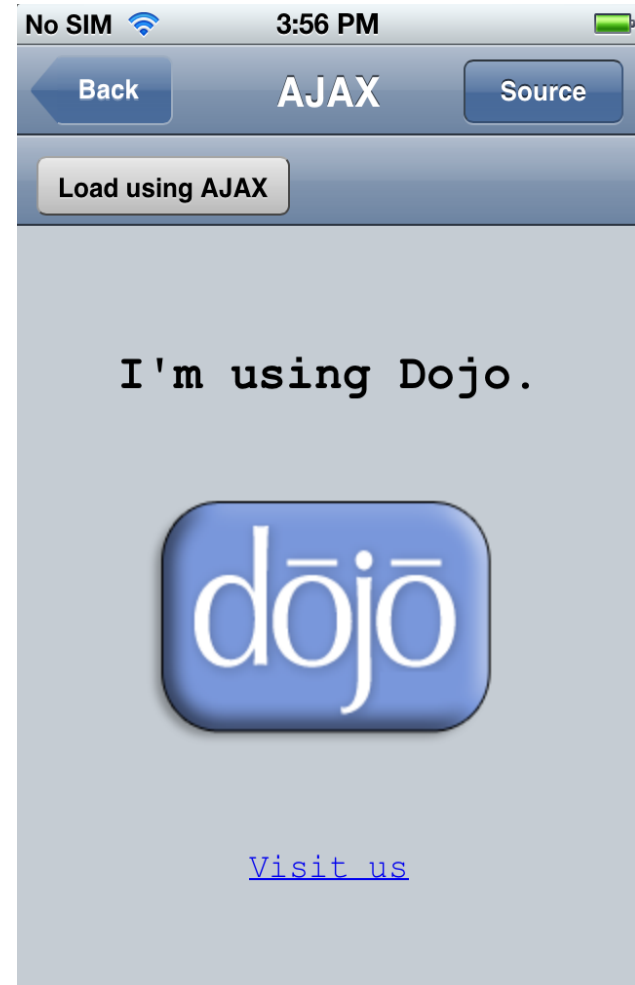 No SIM 3:56 PM
Back AJAX Source
Load using AJAX
I'm using Dojo.
dōjō
Visit us